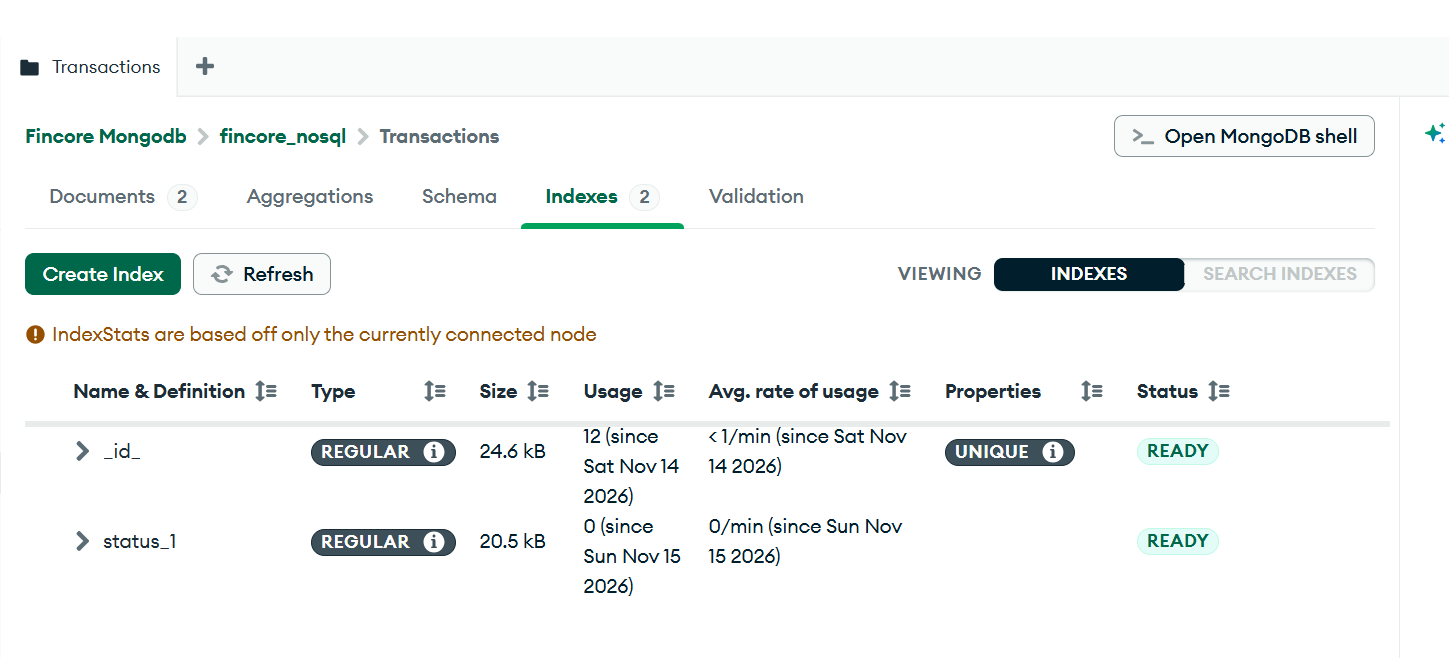 Transactions
Fincore Mongodb fincore_nosql Transactions
>_ Open MongoDB shell
Documents 2 Aggregations Schema Indexes 2 Validation
Create Index Refresh VIEWING INDEXES SEARCH INDEXES
IndexStats are based off only the currently connected node
Name & Definition Type Size Usage Avg. rate of usage Properties Status
_id_ REGULAR 24.6 kB 12 (since Sat Nov 14 2026) < 1/min (since Sat Nov 14 2026) UNIQUE READY
status_1 REGULAR 20.5 kB 0 (since Sun Nov 15 2026) 0/min (since Sun Nov 15 2026) READY